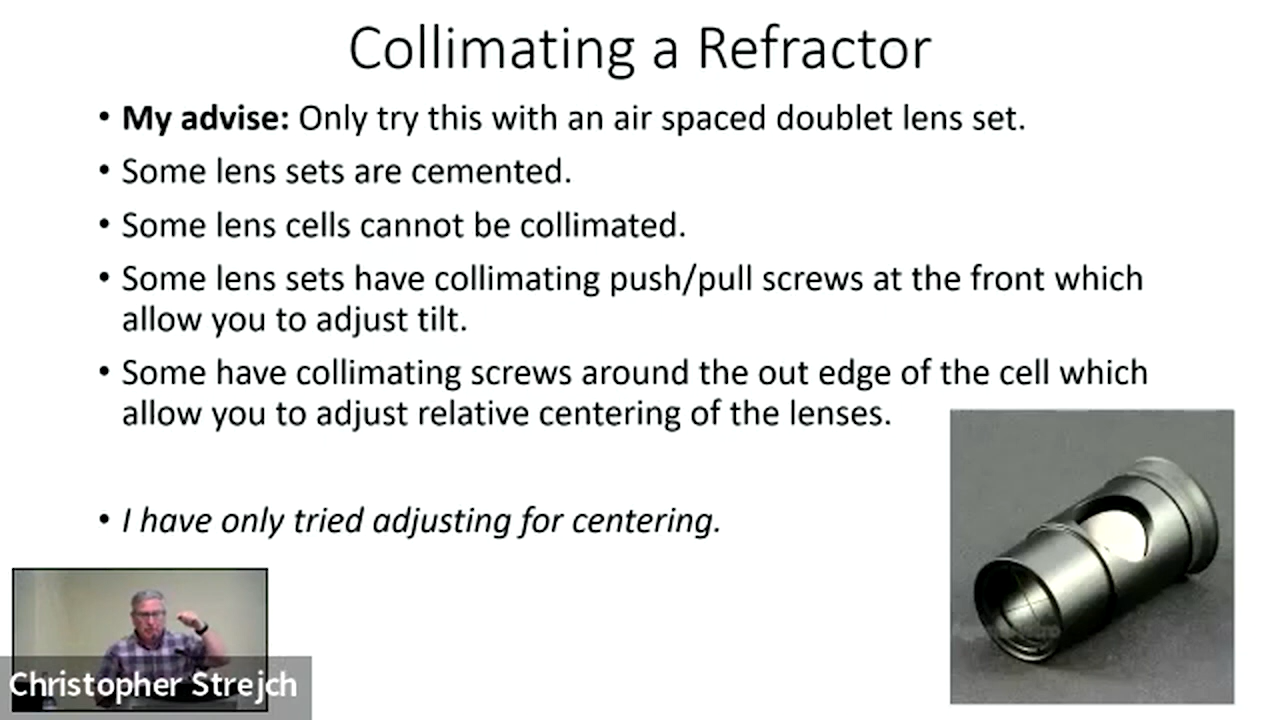 Collimating a Refractor
• My advise: Only try this with an air spaced doublet lens set.
• Some lens sets are cemented.
• Some lens cells cannot be collimated.
• Some lens sets have collimating push/pull screws at the front which
allow you to adjust tilt.
• Some have collimating screws around the out edge of the cell which
allow you to adjust relative centering of the lenses.
• I have only tried adjusting for centering.
Christopher Strejch